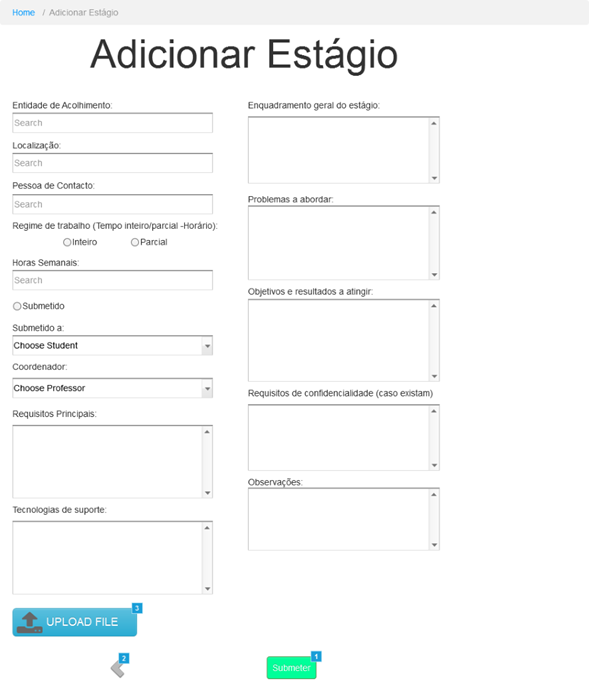 Home / Adicionar Estágio
Adicionar Estágio
Entidade de Acolhimento:
Search
Localização:
Search
Pessoa de Contacto:
Search
Regime de trabalho (Tempo inteiro/parcial -Horário):
Inteiro Parcial
Horas Semanais:
Search
Submetido
Submetido a:
Choose Student
Coordenador:
Choose Professor
Requisitos Principais:
Tecnologias de suporte:
Enquadramento geral do estágio:
Problemas a abordar:
Objetivos e resultados a atingir:
Requisitos de confidencialidade (caso existam)
Observações:
UPLOAD FILE
3
2
Submeter
1